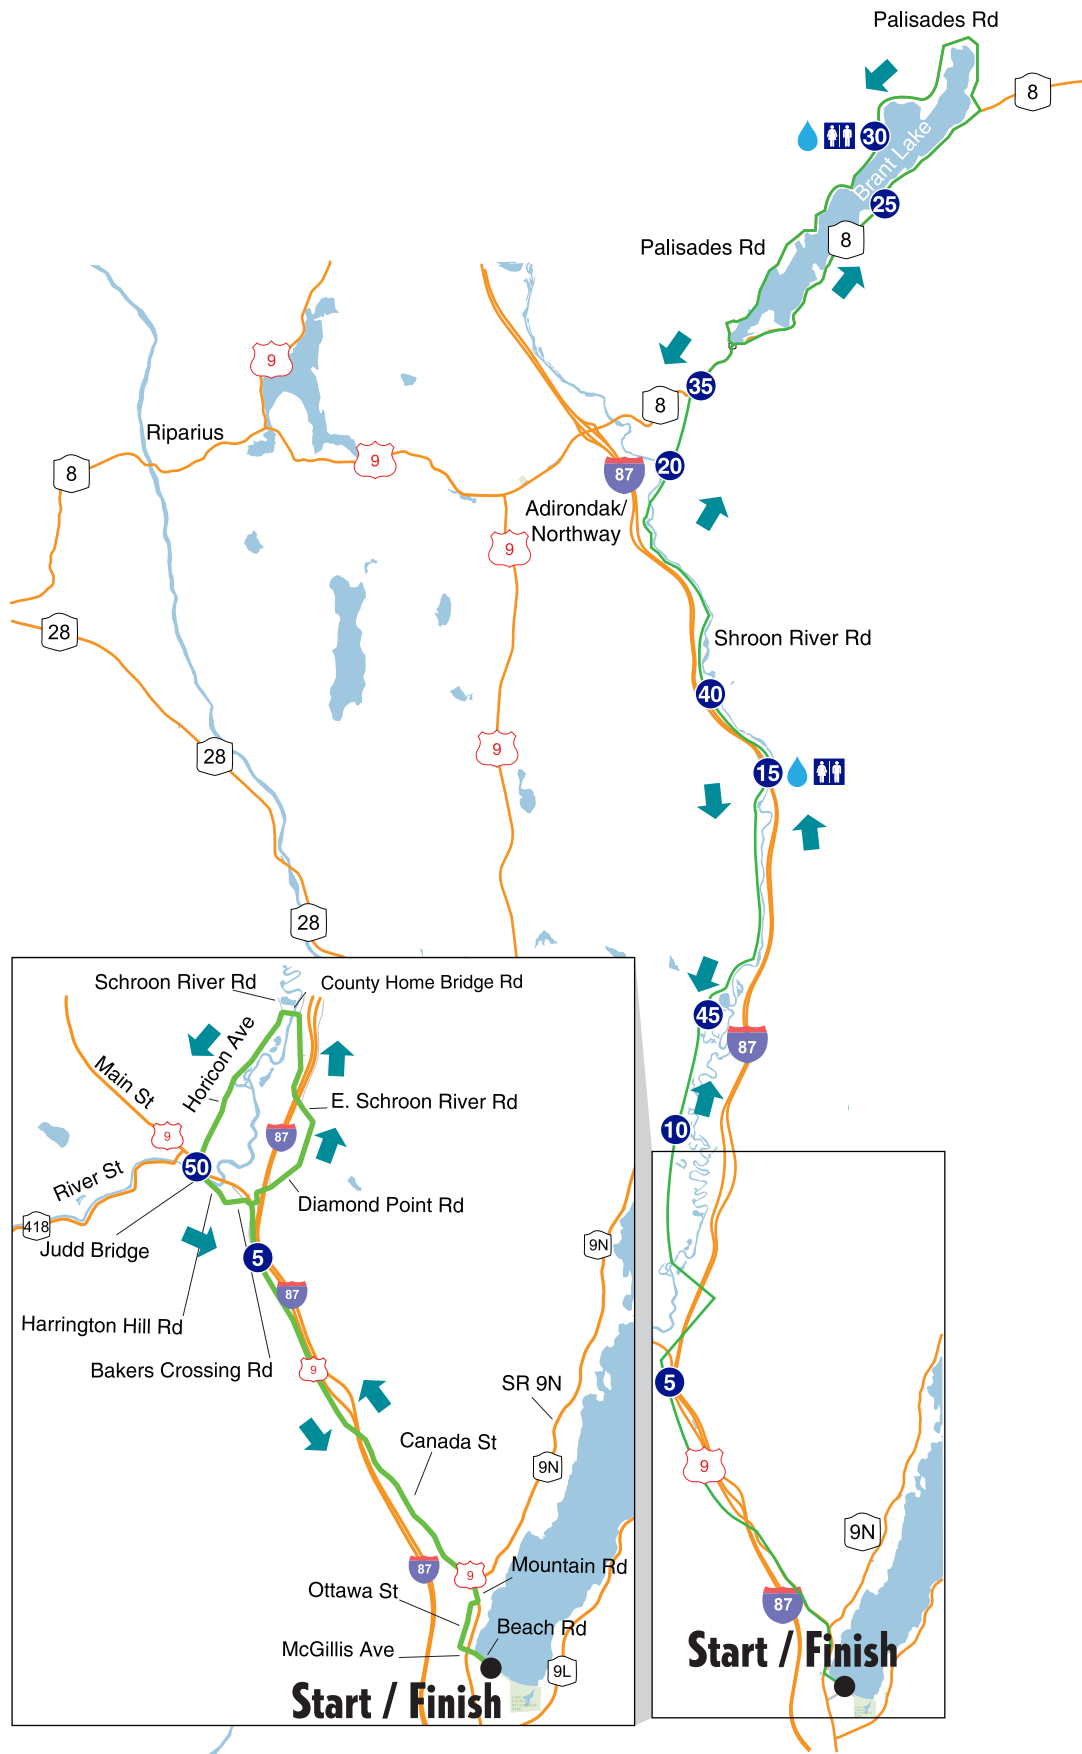 Palisades Rd
8
30
Brant Lake
25
Palisades Rd
8
9
35
8
Riparius
9
8
20
87
Adirondak/
Northway
9
28
Shroon River Rd
40
9
28
15
28
45
87
10
5
9
9N
87
Start / Finish
Schroon River Rd
County Home Bridge Rd
Horicon Ave
Main St
E. Schroon River Rd
9
87
50
River St
Diamond Point Rd
418
Judd Bridge
5
9N
87
Harrington Hill Rd
Bakers Crossing Rd
9
SR 9N
Canada St
9N
87
9
Mountain Rd
Ottawa St
Beach Rd
McGillis Ave
9L
Start / Finish